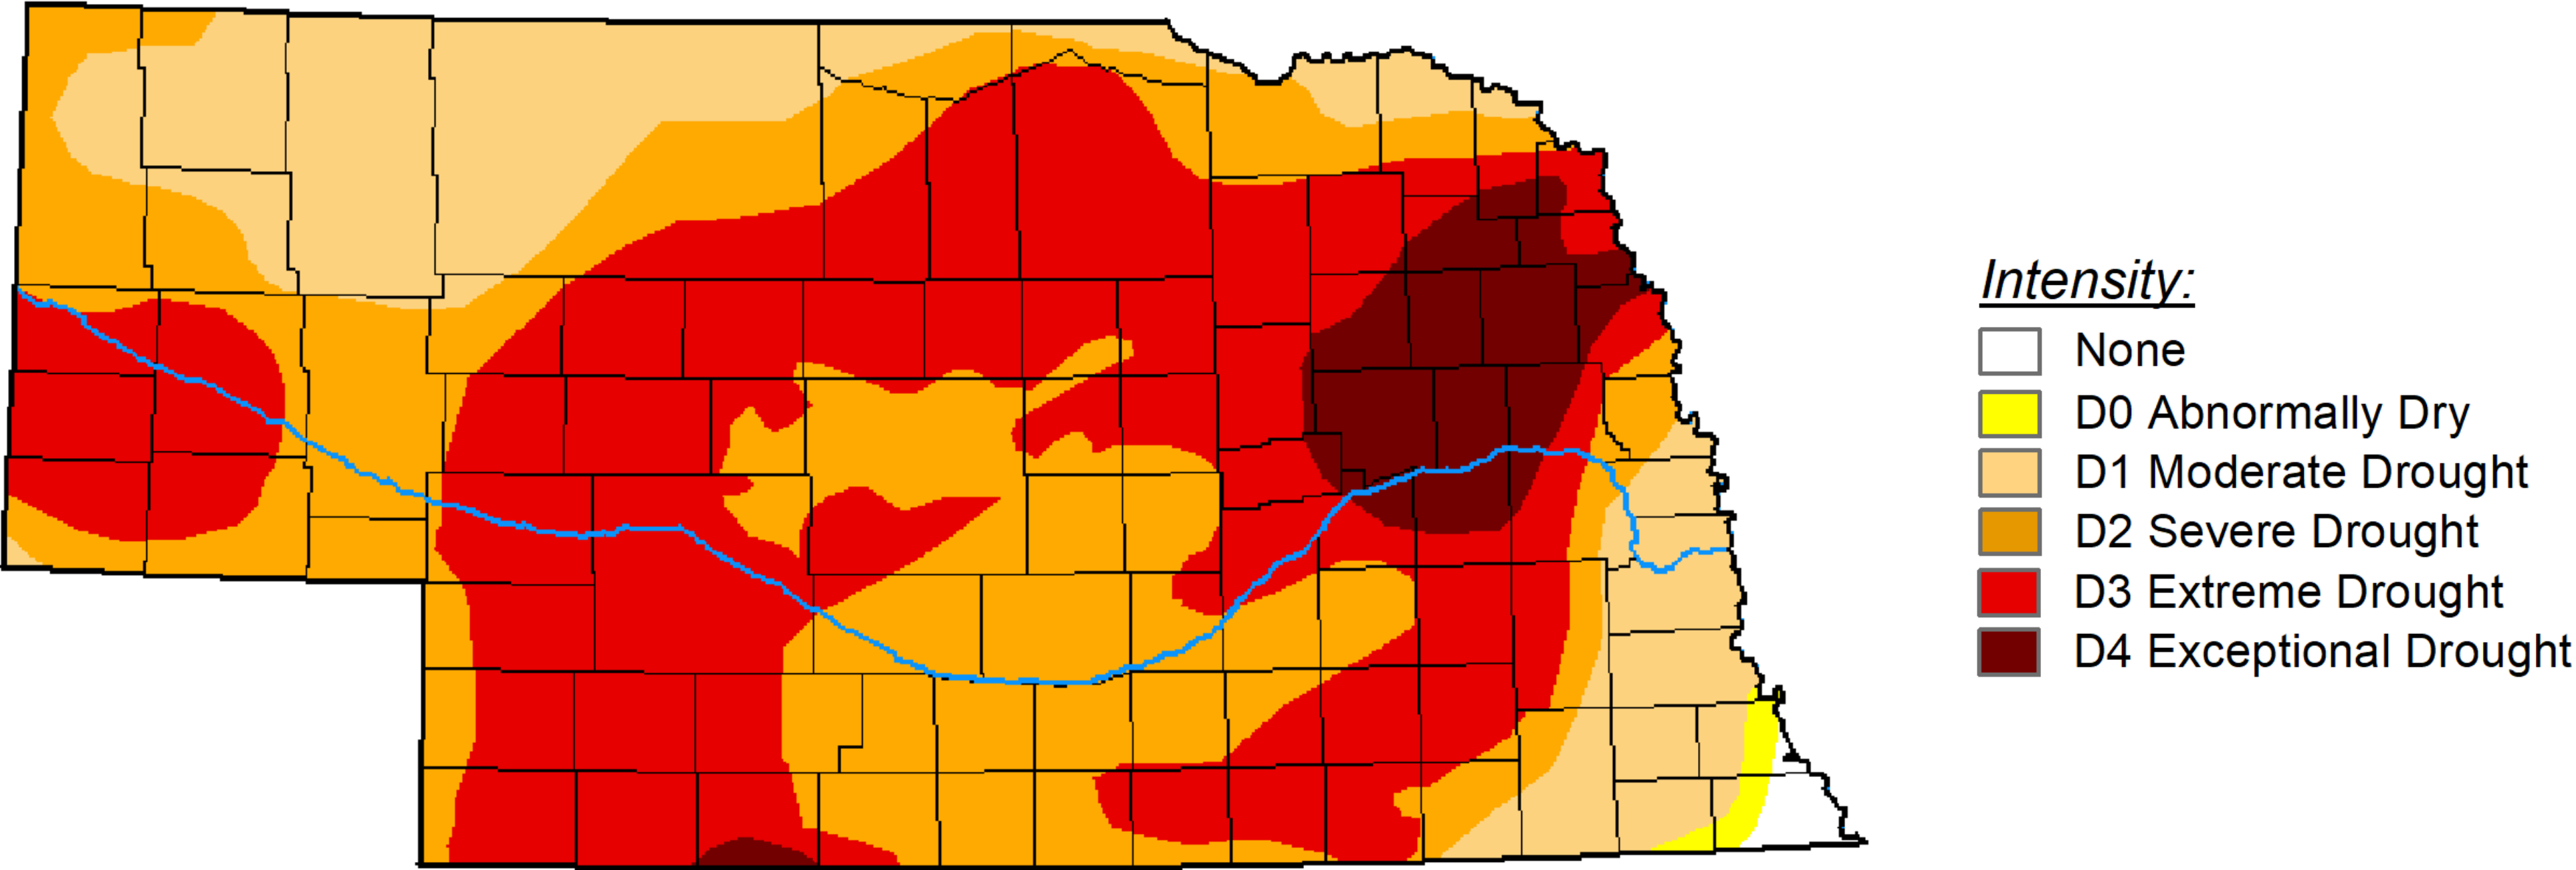 Intensity:
None
D0 Abnormally Dry
D1 Moderate Drought
D2 Severe Drought
D3 Extreme Drought
D4 Exceptional Drought